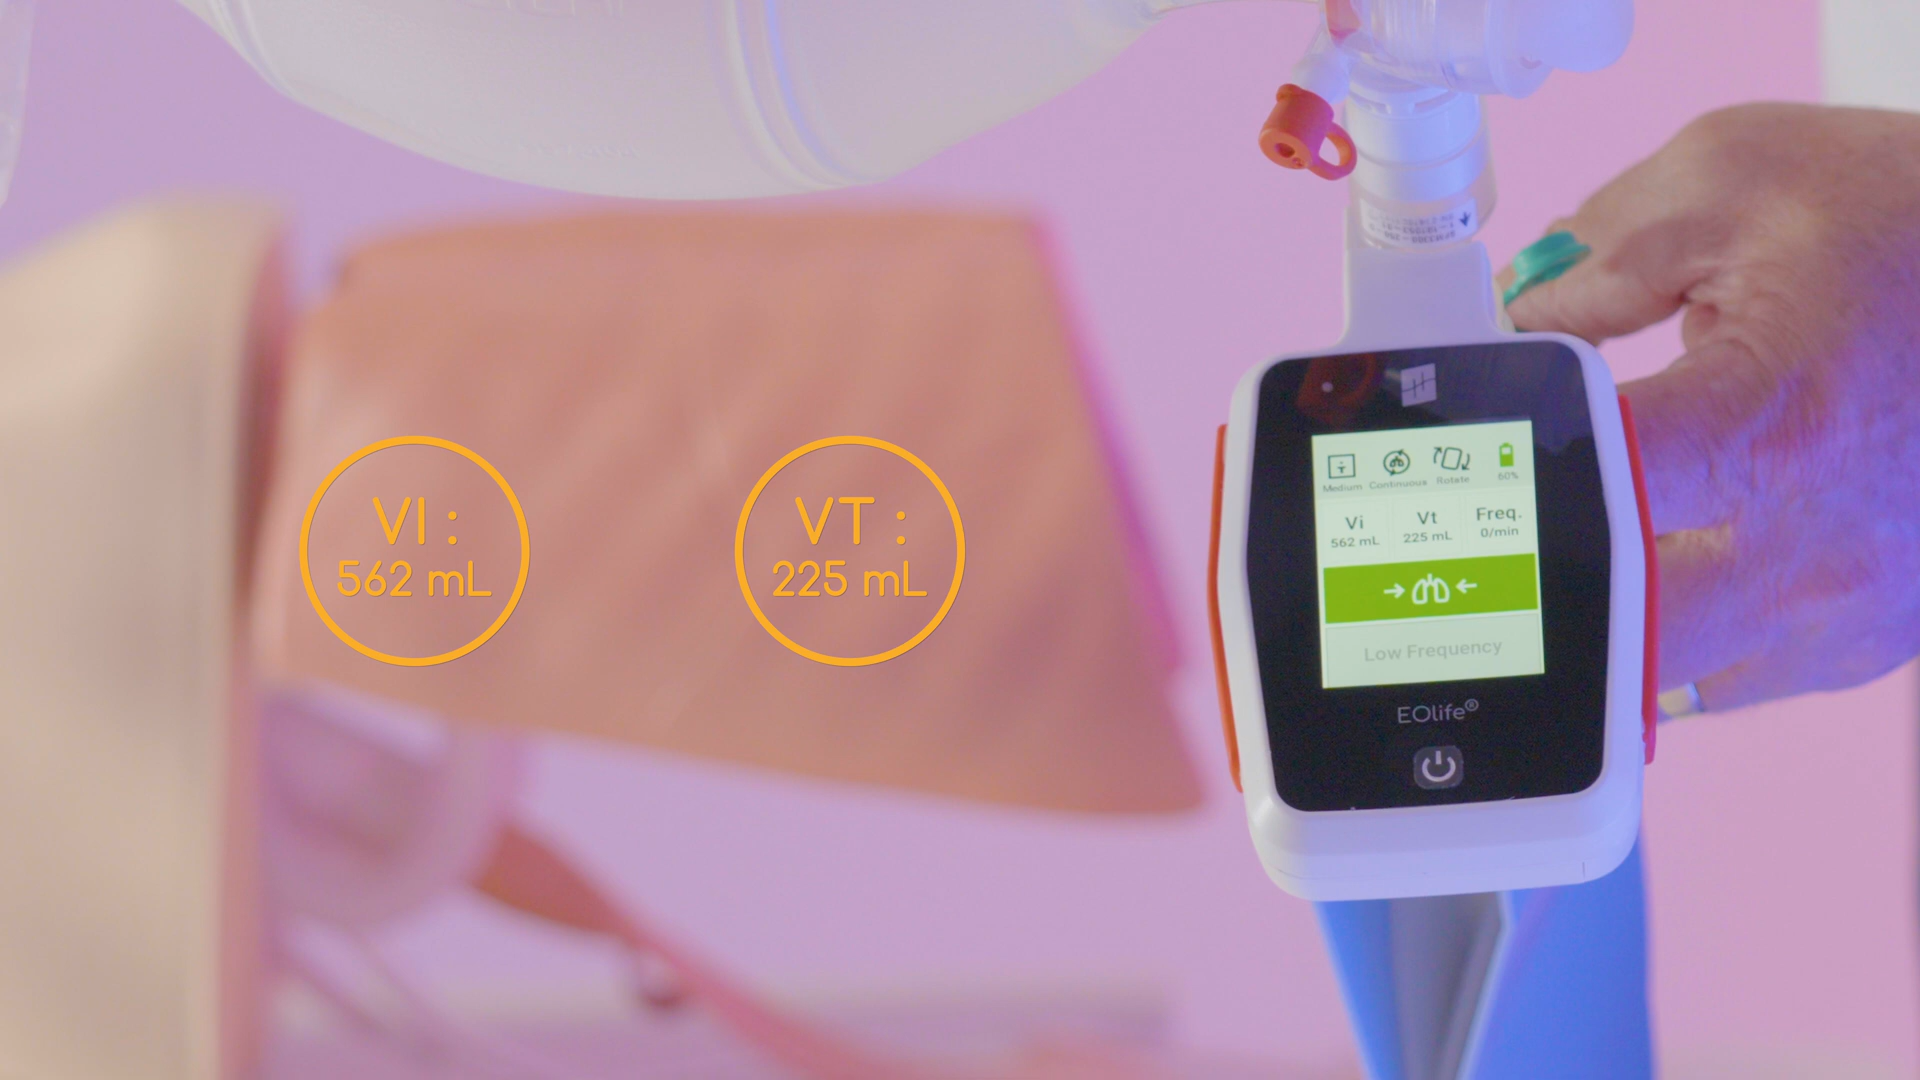 VI :
562 mL
VT :
225 mL
Medium
Continuous
Rotate
60%
Vi
562 mL
Vt
225 mL
Freq.
0/min
Low Frequency
EOlife®